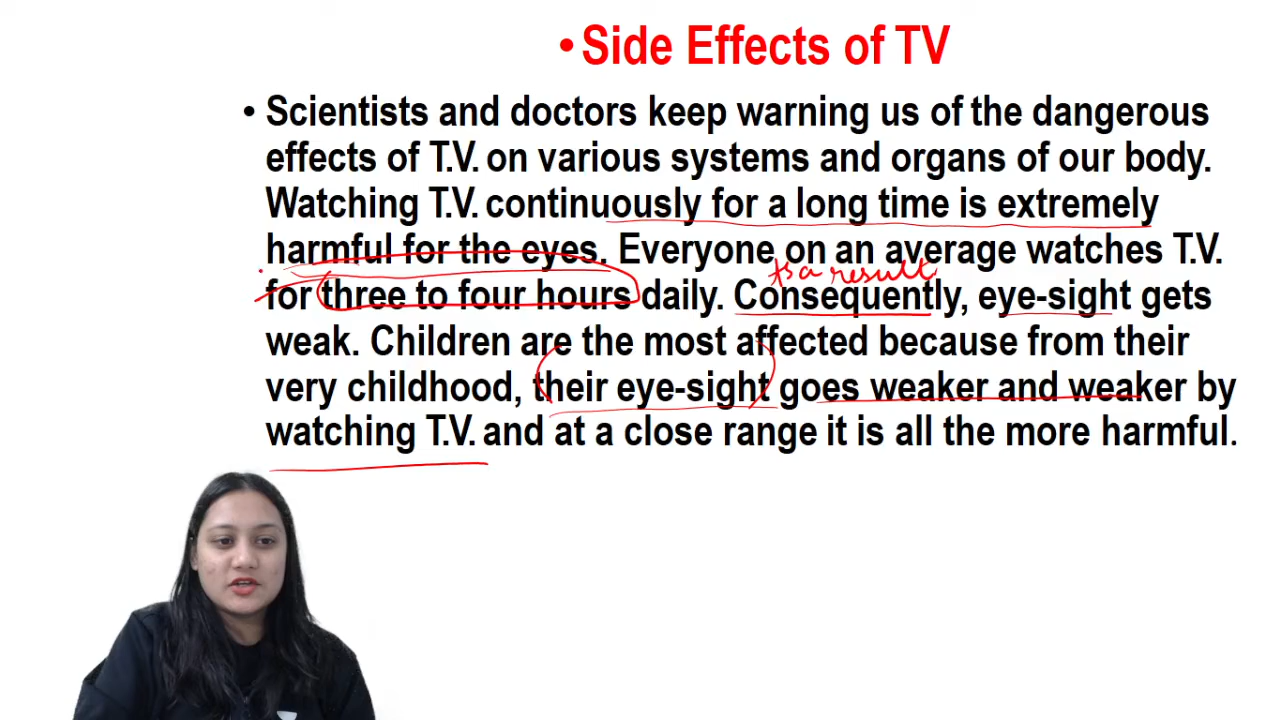 •Side Effects of TV
• Scientists and doctors keep warning us of the dangerous
effects of T.V. on various systems and organs of our body.
Watching T.V. continuously for a long time is extremely
harmful for the eyes. Everyone on an average watches T.V.
As a result
for three to four hours daily. Consequently, eye-sight gets
weak. Children are the most affected because from their
very childhood, their eye-sight goes weaker and weaker by
watching T.V. and at a close range it is all the more harmful.